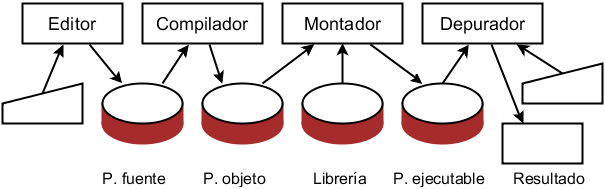 Editor Compilador Montador Depurador
P. fuente P. objeto Librería P. ejecutable Resultado